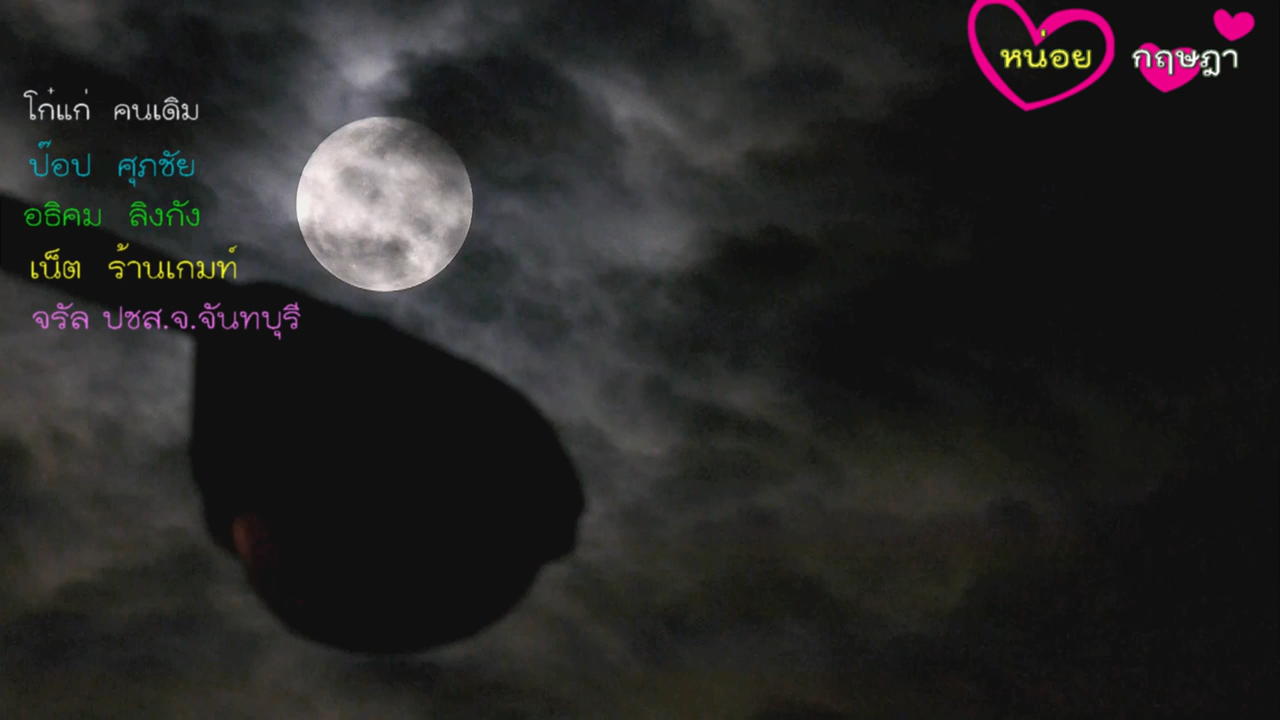 หน่อย กฤษฎา
โก๋แก่ คนเดิม
ป๊อป ศุภชัย
อธิคม ลิงกัง
เน็ต ร้านเกมท์
จรัล ปชส.จ.จันทบุรี